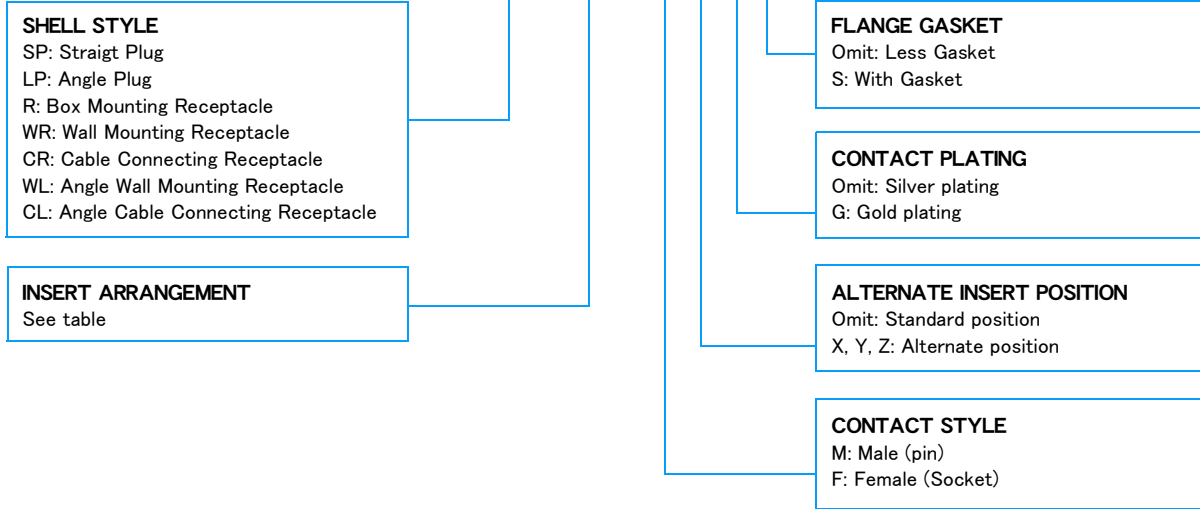 SHELL STYLE
SP: Straigt Plug
LP: Angle Plug
R: Box Mounting Receptacle
WR: Wall Mounting Receptacle
CR: Cable Connecting Receptacle
WL: Angle Wall Mounting Receptacle
CL: Angle Cable Connecting Receptacle
INSERT ARRANGEMENT
See table
FLANGE GASKET
Omit: Less Gasket
S: With Gasket
CONTACT PLATING
Omit: Silver plating
G: Gold plating
ALTERNATE INSERT POSITION
Omit: Standard position
X, Y, Z: Alternate position
CONTACT STYLE
M: Male (pin)
F: Female (Socket)